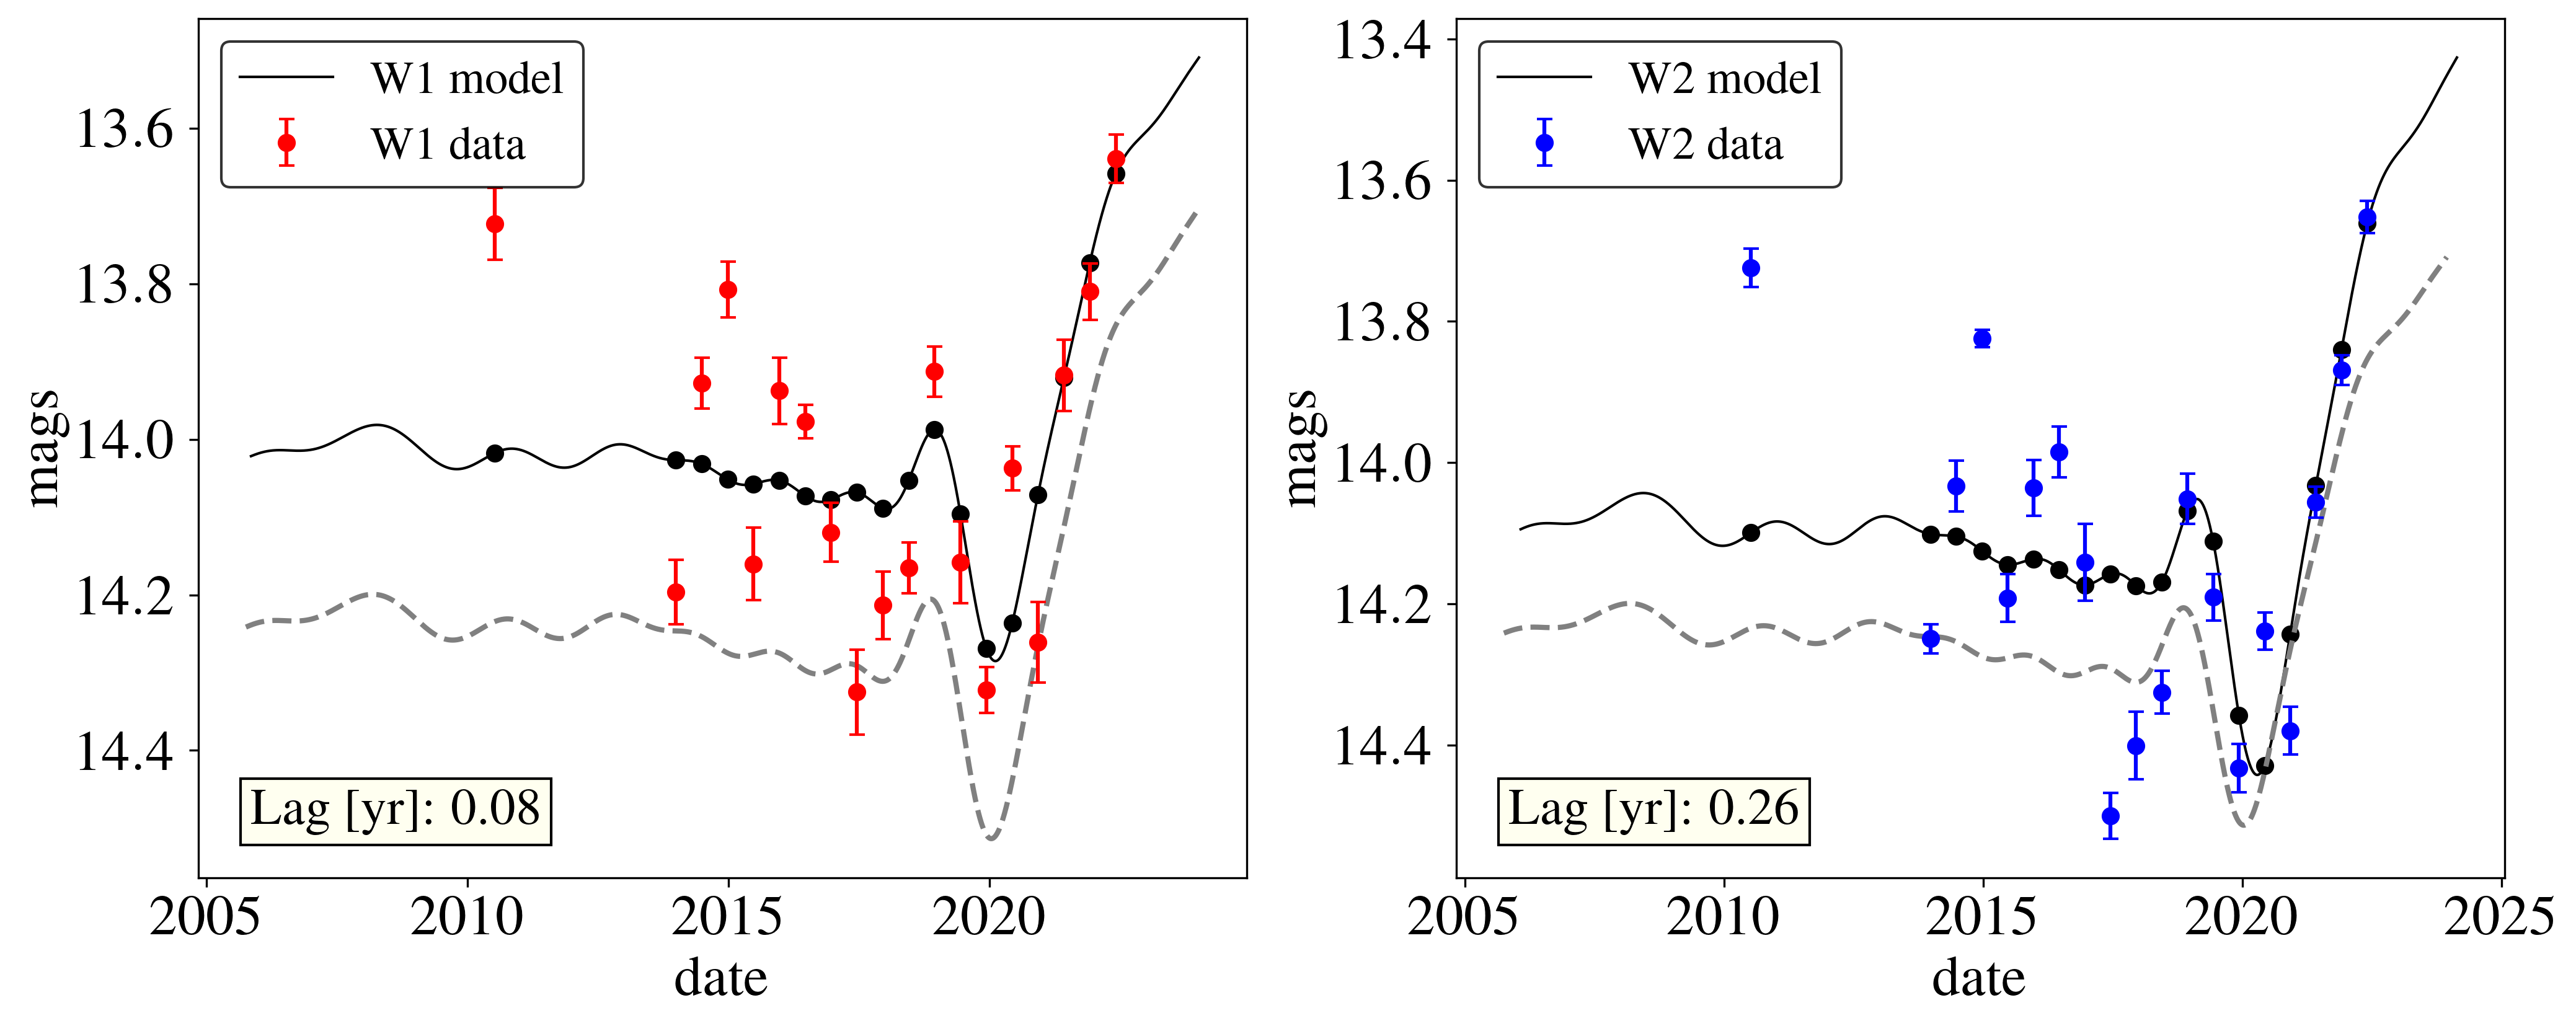 W1 model
W1 data
13.6
13.8
14.0
14.2
14.4
mags
Lag [yr]: 0.08
2005
2010
2015
2020
date
W2 model
W2 data
13.4
13.6
13.8
14.0
14.2
14.4
mags
Lag [yr]: 0.26
2005
2010
2015
2020
2025
date